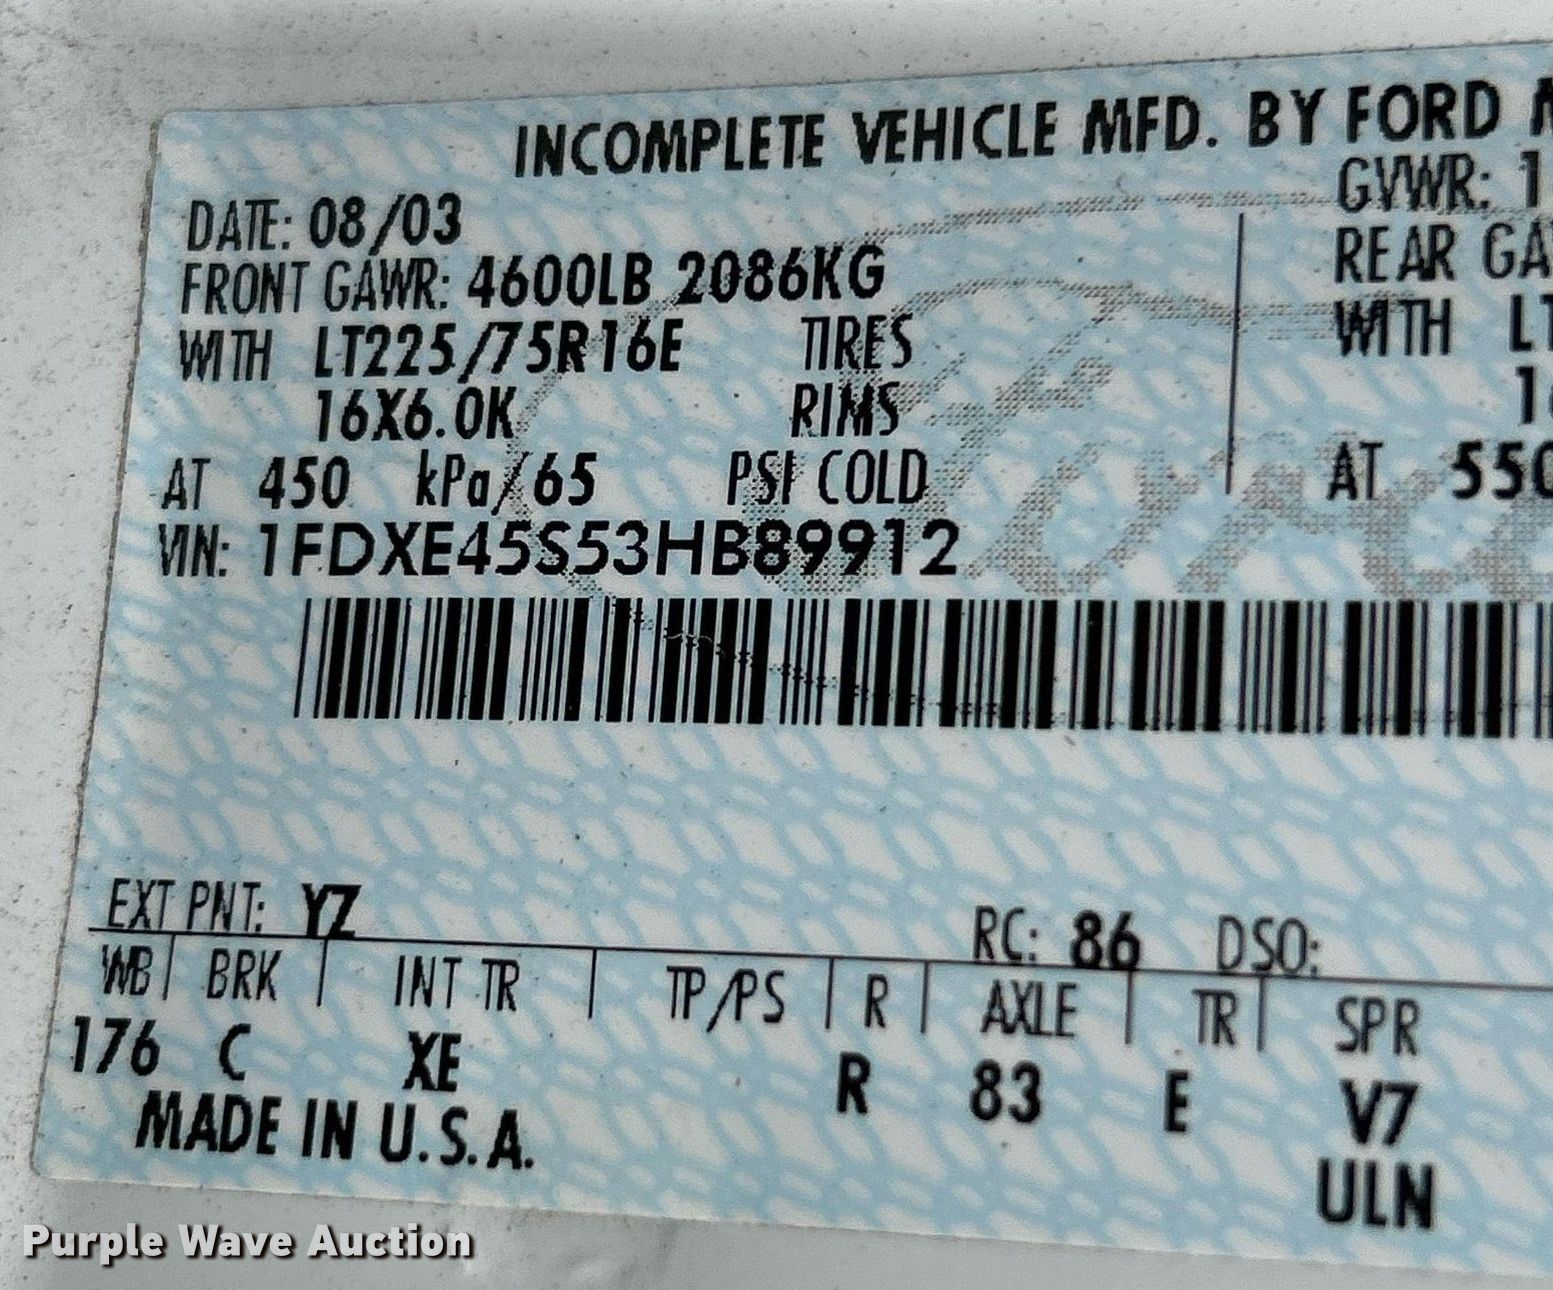 INCOMPLETE VEHICLE MFD. BY FORD
DATE: 08/03
GVWR: 1
FRONT GAWR: 4600LB 2086KG
REAR GA
WITH LT225/75R16E TIRES
WITH LT
16X6.0K RIMS
16
AT 450 kPa/65 PSI COLD
AT 550
VIN: 1FDXE45S53HB89912
EXT PNT: YZ RC: 86 DSO:
WB | BRK | INT TR | TP/PS | R | AXLE | TR | SPR
176 C XE R 83 E V7
MADE IN U.S.A.
ULN
Purple Wave Auction